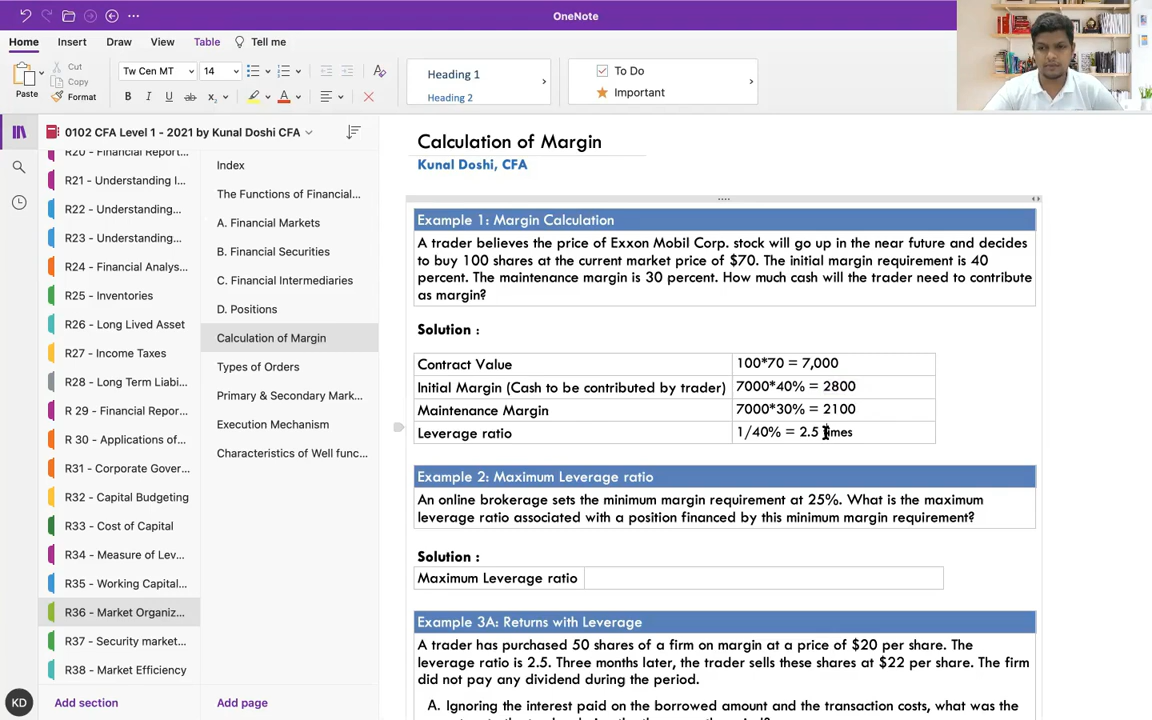 OneNote
Home Insert Draw View Table Tell me
Paste
Cut
Copy
Format
Tw Cen MT 14
B I U ab x₂ A
Heading 1
Heading 2
To Do
Important
0102 CFA Level 1 - 2021 by Kunal Doshi CFA
R20 - Financial Report...
R21 - Understanding I...
R22 - Understanding...
R23 - Understanding...
R24 - Financial Analys...
R25 - Inventories
R26 - Long Lived Asset
R27 - Income Taxes
R28 - Long Term Liabi...
R 29 - Financial Repor...
R 30 - Applications of...
R31 - Corporate Gover...
R32 - Capital Budgeting
R33 - Cost of Capital
R34 - Measure of Lev...
R35 - Working Capital...
R36 - Market Organiz...
R37 - Security market...
R38 - Market Efficiency
KD
Add section
Index
The Functions of Financial...
A. Financial Markets
B. Financial Securities
C. Financial Intermediaries
D. Positions
Calculation of Margin
Types of Orders
Primary & Secondary Mark...
Execution Mechanism
Characteristics of Well func...
Add page
Calculation of Margin
Kunal Doshi, CFA
Example 1: Margin Calculation
A trader believes the price of Exxon Mobil Corp. stock will go up in the near future and decides
to buy 100 shares at the current market price of $70. The initial margin requirement is 40
percent. The maintenance margin is 30 percent. How much cash will the trader need to contribute
as margin?
Solution :
Contract Value 100*70 = 7,000
Initial Margin (Cash to be contributed by trader) 7000*40% = 2800
Maintenance Margin 7000*30% = 2100
Leverage ratio 1/40% = 2.5 times
Example 2: Maximum Leverage ratio
An online brokerage sets the minimum margin requirement at 25%. What is the maximum
leverage ratio associated with a position financed by this minimum margin requirement?
Solution :
Maximum Leverage ratio
Example 3A: Returns with Leverage
A trader has purchased 50 shares of a firm on margin at a price of $20 per share. The
leverage ratio is 2.5. Three months later, the trader sells these shares at $22 per share. The firm
did not pay any dividend during the period.
A. Ignoring the interest paid on the borrowed amount and the transaction costs, what was the